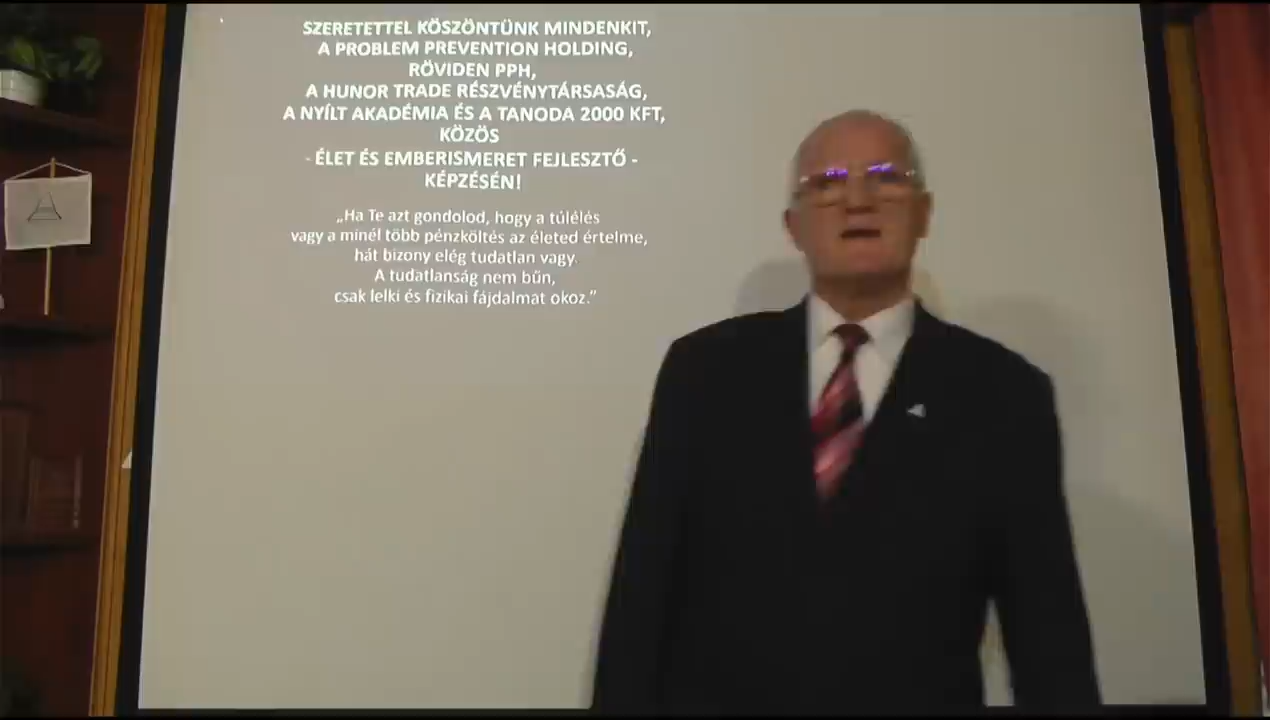 SZERETETTEL KÖSZÖNTÜNK MINDENKIT,
A PROBLEM PREVENTION HOLDING,
RÖVIDEN PPH,
A HUNOR TRADE RÉSZVÉNYTÁRSASÁG,
A NYÍLT AKADÉMIA ÉS A TANODA 2000 KFT,
KÖZÖS
- ÉLET ÉS EMBERISMERET FEJLESZTŐ -
KÉPZÉSÉN!
„Ha Te azt gondolod, hogy a túlélés
vagy a minél több pénzköltés az életed értelme,
hát bizony elég tudatlan vagy.
A tudatlanság nem bűn,
csak lelki és fizikai fájdalmat okoz.”